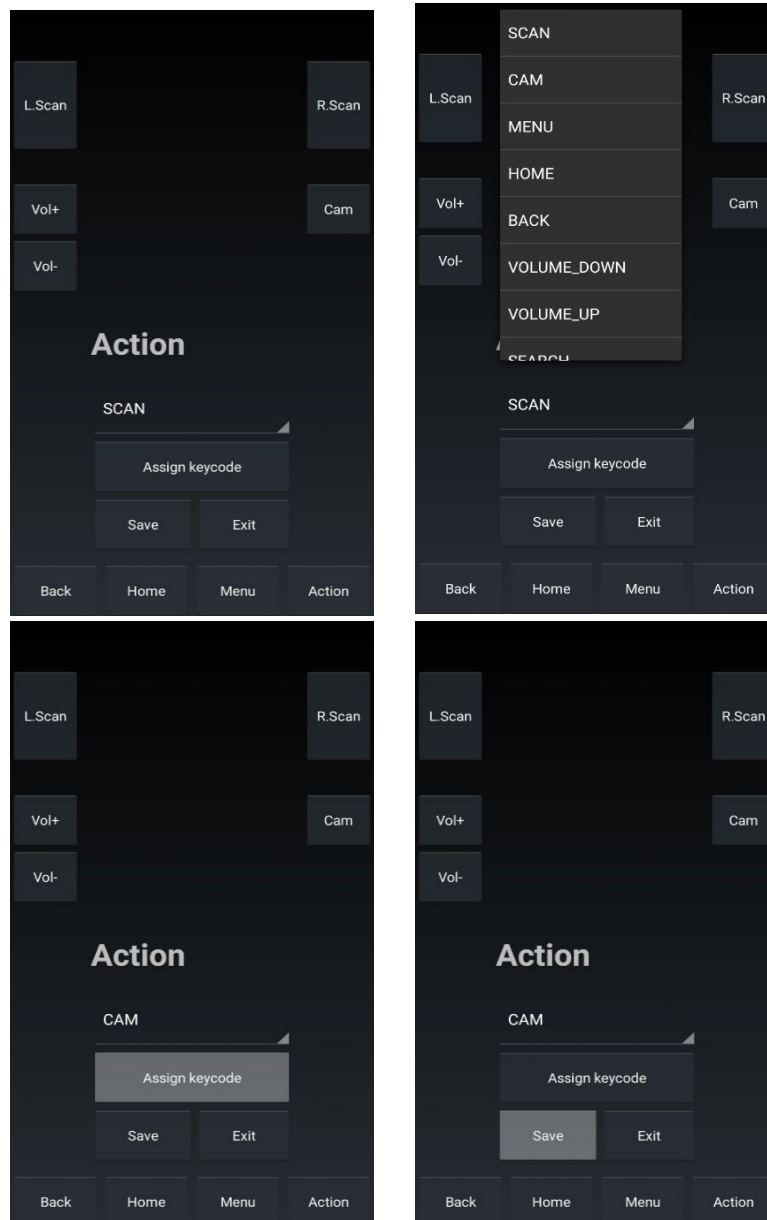 L.Scan R.Scan
Vol+ Cam
Vol-
Action
SCAN
Assign keycode
Save Exit
Back Home Menu Action
SCAN
CAM
MENU
HOME
BACK
VOLUME_DOWN
VOLUME_UP
SEARCH
L.Scan R.Scan
Vol+ Cam
Vol-
SCAN
Assign keycode
Save Exit
Back Home Menu Action
L.Scan R.Scan
Vol+ Cam
Vol-
Action
CAM
Assign keycode
Save Exit
Back Home Menu Action
L.Scan R.Scan
Vol+ Cam
Vol-
Action
CAM
Assign keycode
Save Exit
Back Home Menu Action